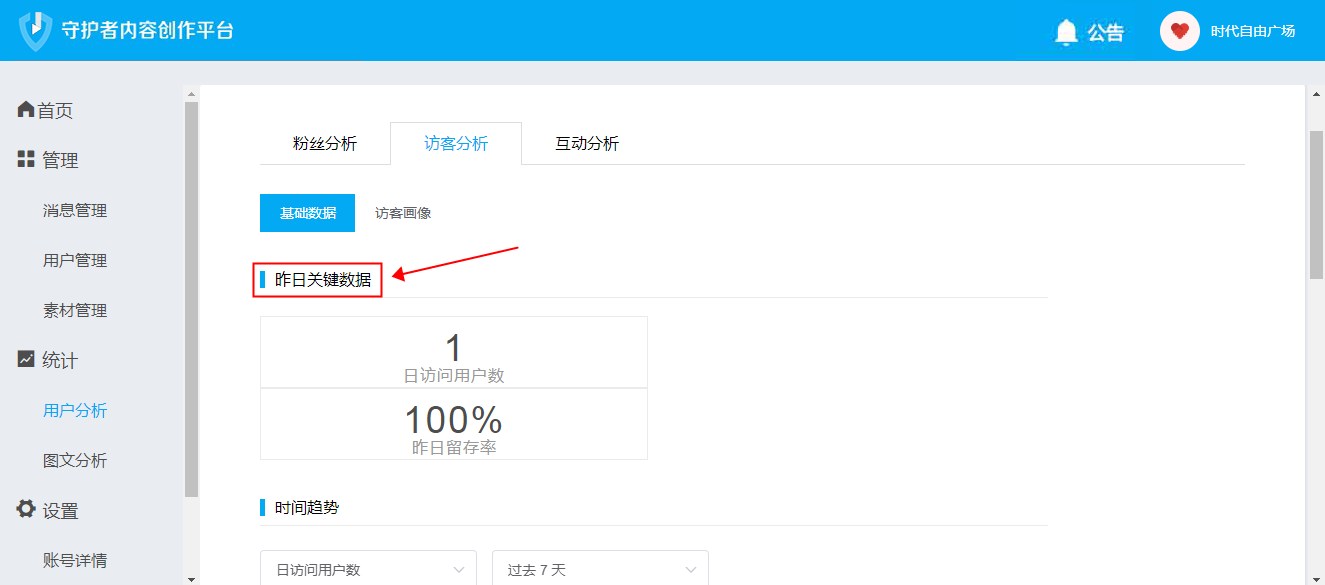 守护者内容创作平台
公告
时代自由广场
首页
管理
消息管理
用户管理
素材管理
统计
用户分析
图文分析
设置
账号详情
粉丝分析 访客分析 互动分析
基础数据 访客画像
昨日关键数据
1
日访问用户数
100%
昨日留存率
时间趋势
日访问用户数 过去 7 天